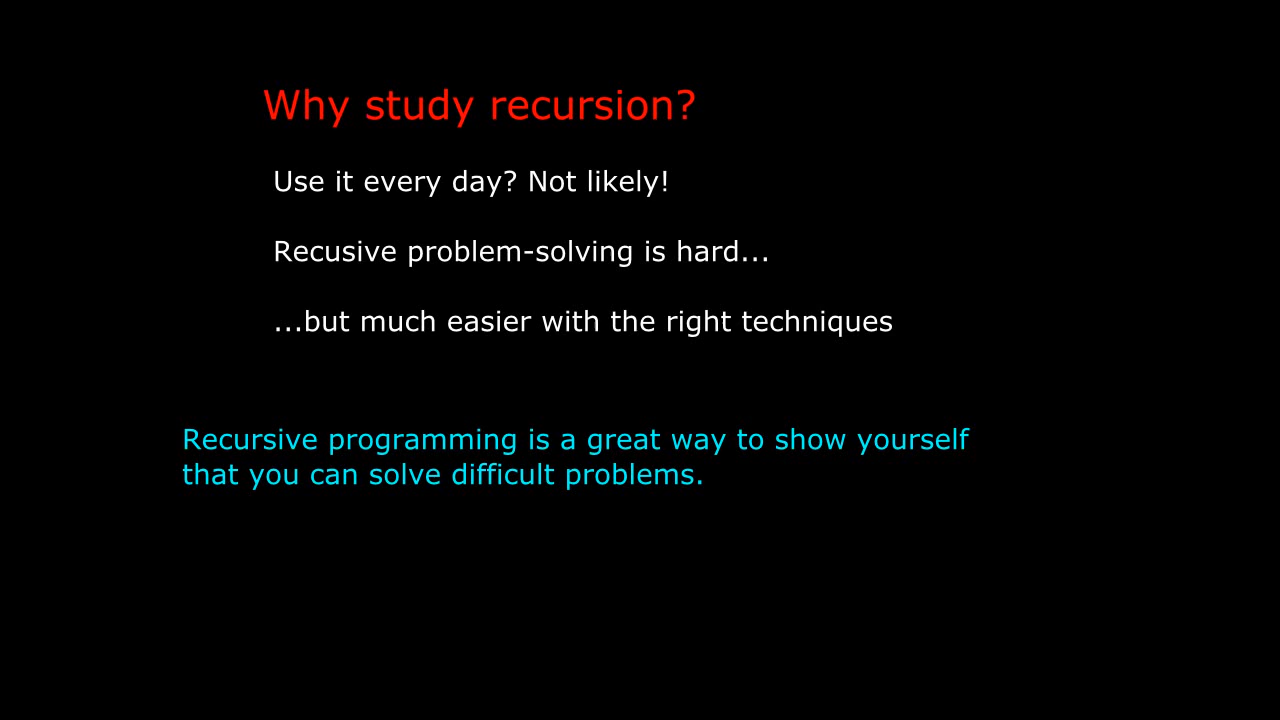 Why study recursion?
Use it every day? Not likely!
Recusive problem-solving is hard...
...but much easier with the right techniques
Recursive programming is a great way to show yourself
that you can solve difficult problems.